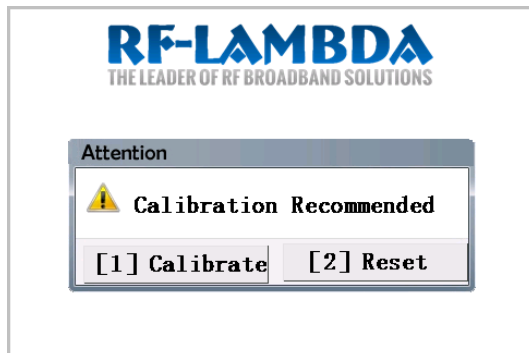 RF-LAMBDA
THE LEADER OF RF BROADBAND SOLUTIONS
Attention
Calibration Recommended
[1] Calibrate
[2] Reset